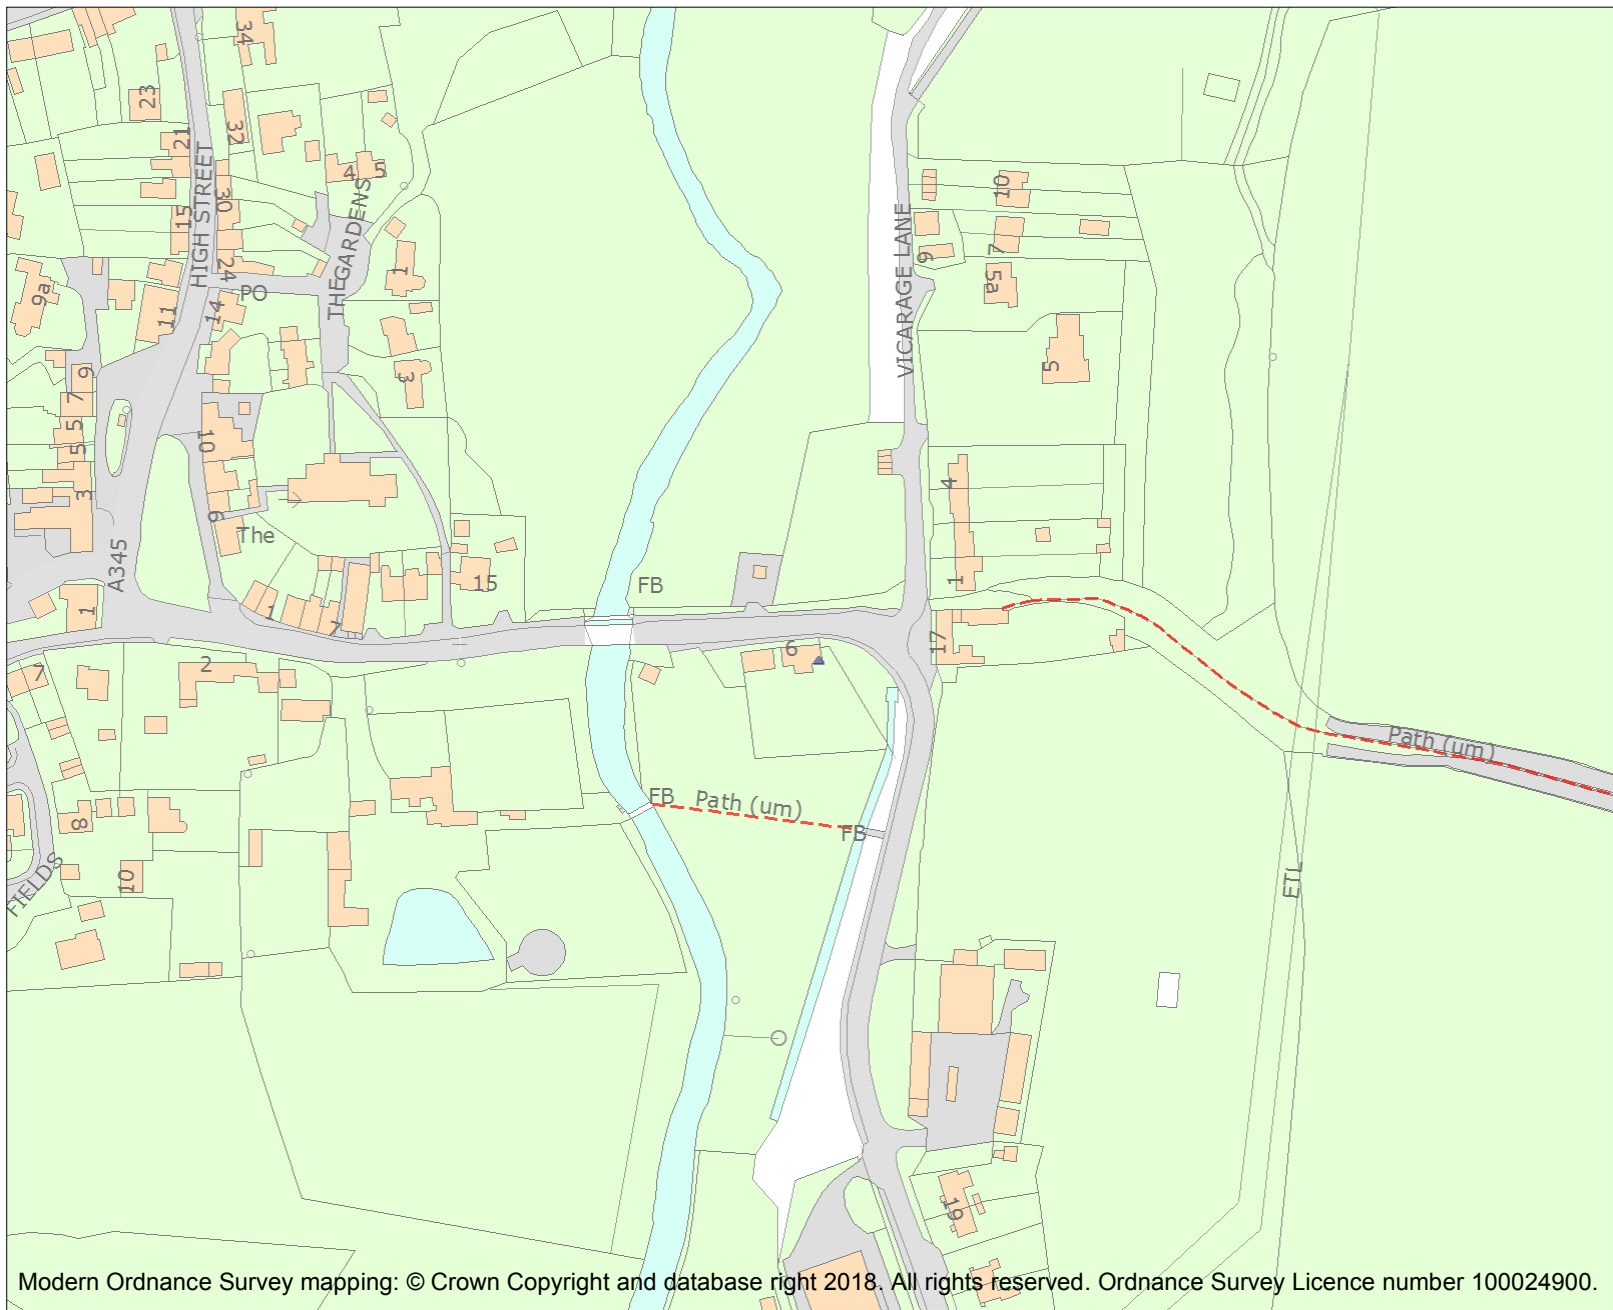 34
23
21
32
HIGH STREET
4
5
30
15
THE GARDENS
24
PO
1
9a
11
14
3
9
7
5
5
10
3
6
The
A345
15
1
1
7
FB
VICARAGE LANE
10
7
6
5a
5
4
1
17
6
7
2
8
10
FIELDS
FB
Path (um)
FB
Path (um)
ETL
19
Modern Ordnance Survey mapping: © Crown Copyright and database right 2018. All rights reserved. Ordnance Survey Licence number 100024900.